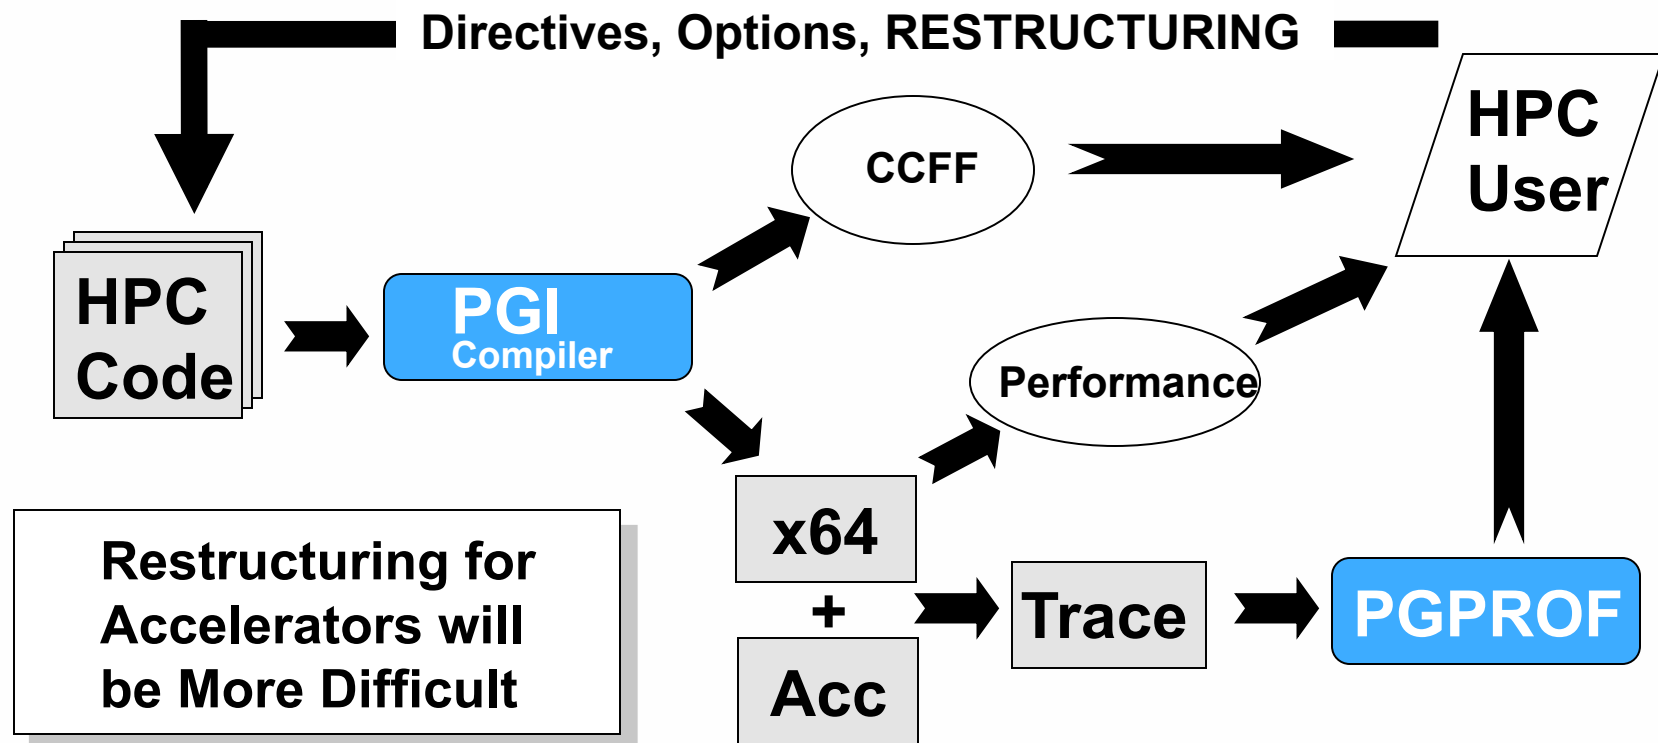 Directives, Options, RESTRUCTURING
HPC
User
CCFF
HPC
Code
PGI
Compiler
Performance
x64
+
Acc
Trace
PGPROF
Restructuring for
Accelerators will
be More Difficult